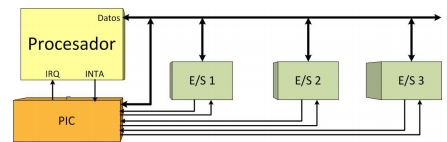 Datos
Procesador
IRQ INTA
E/S 1
E/S 2
E/S 3
PIC